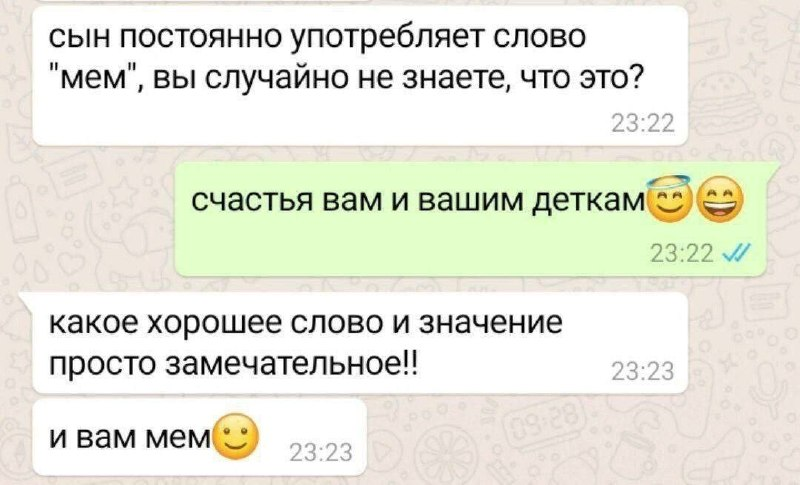 сын постоянно употребляет слово
"мем", вы случайно не знаете, что это?
23:22
счастья вам и вашим деткам😇😄
23:22
какое хорошее слово и значение
просто замечательное!!
23:23
и вам мем🙂
23:23